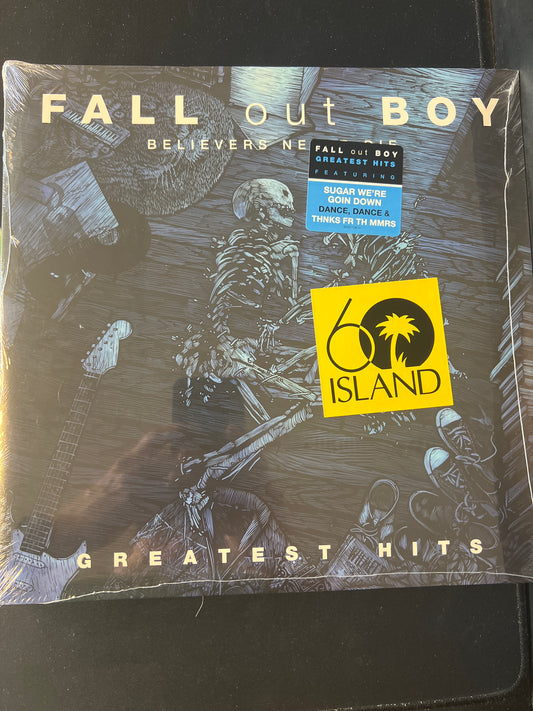 FALL out BOY
BELIEVERS NE
FALL out BOY
GREATEST HITS
FEATURING
SUGAR WE'RE
GOIN DOWN
DANCE, DANCE &
THNKS FR TH MMRS
60
ISLAND
GREATEST HITS